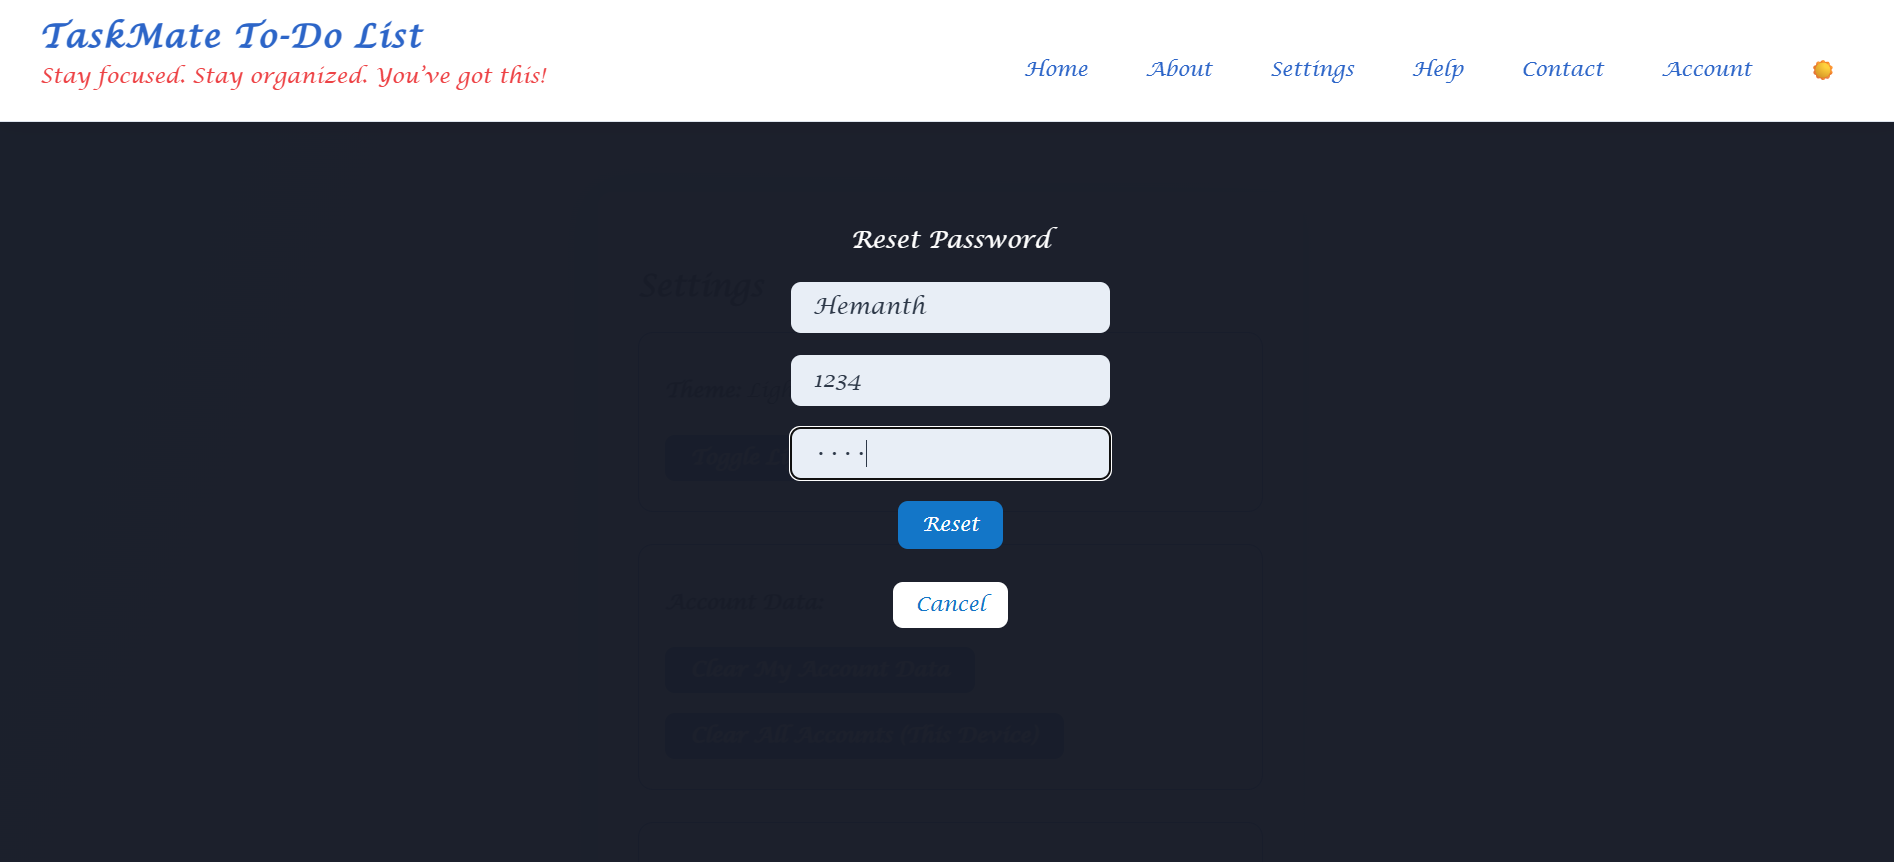 TaskMate To-Do List
Stay focused. Stay organized. You've got this!
Home About Settings Help Contact Account
Reset Password
Settings
Hemanth
1234
Theme:
....
Toggle
Reset
Account Data:
Cancel
Clear My Account Data
Clear All Accounts (This Device)